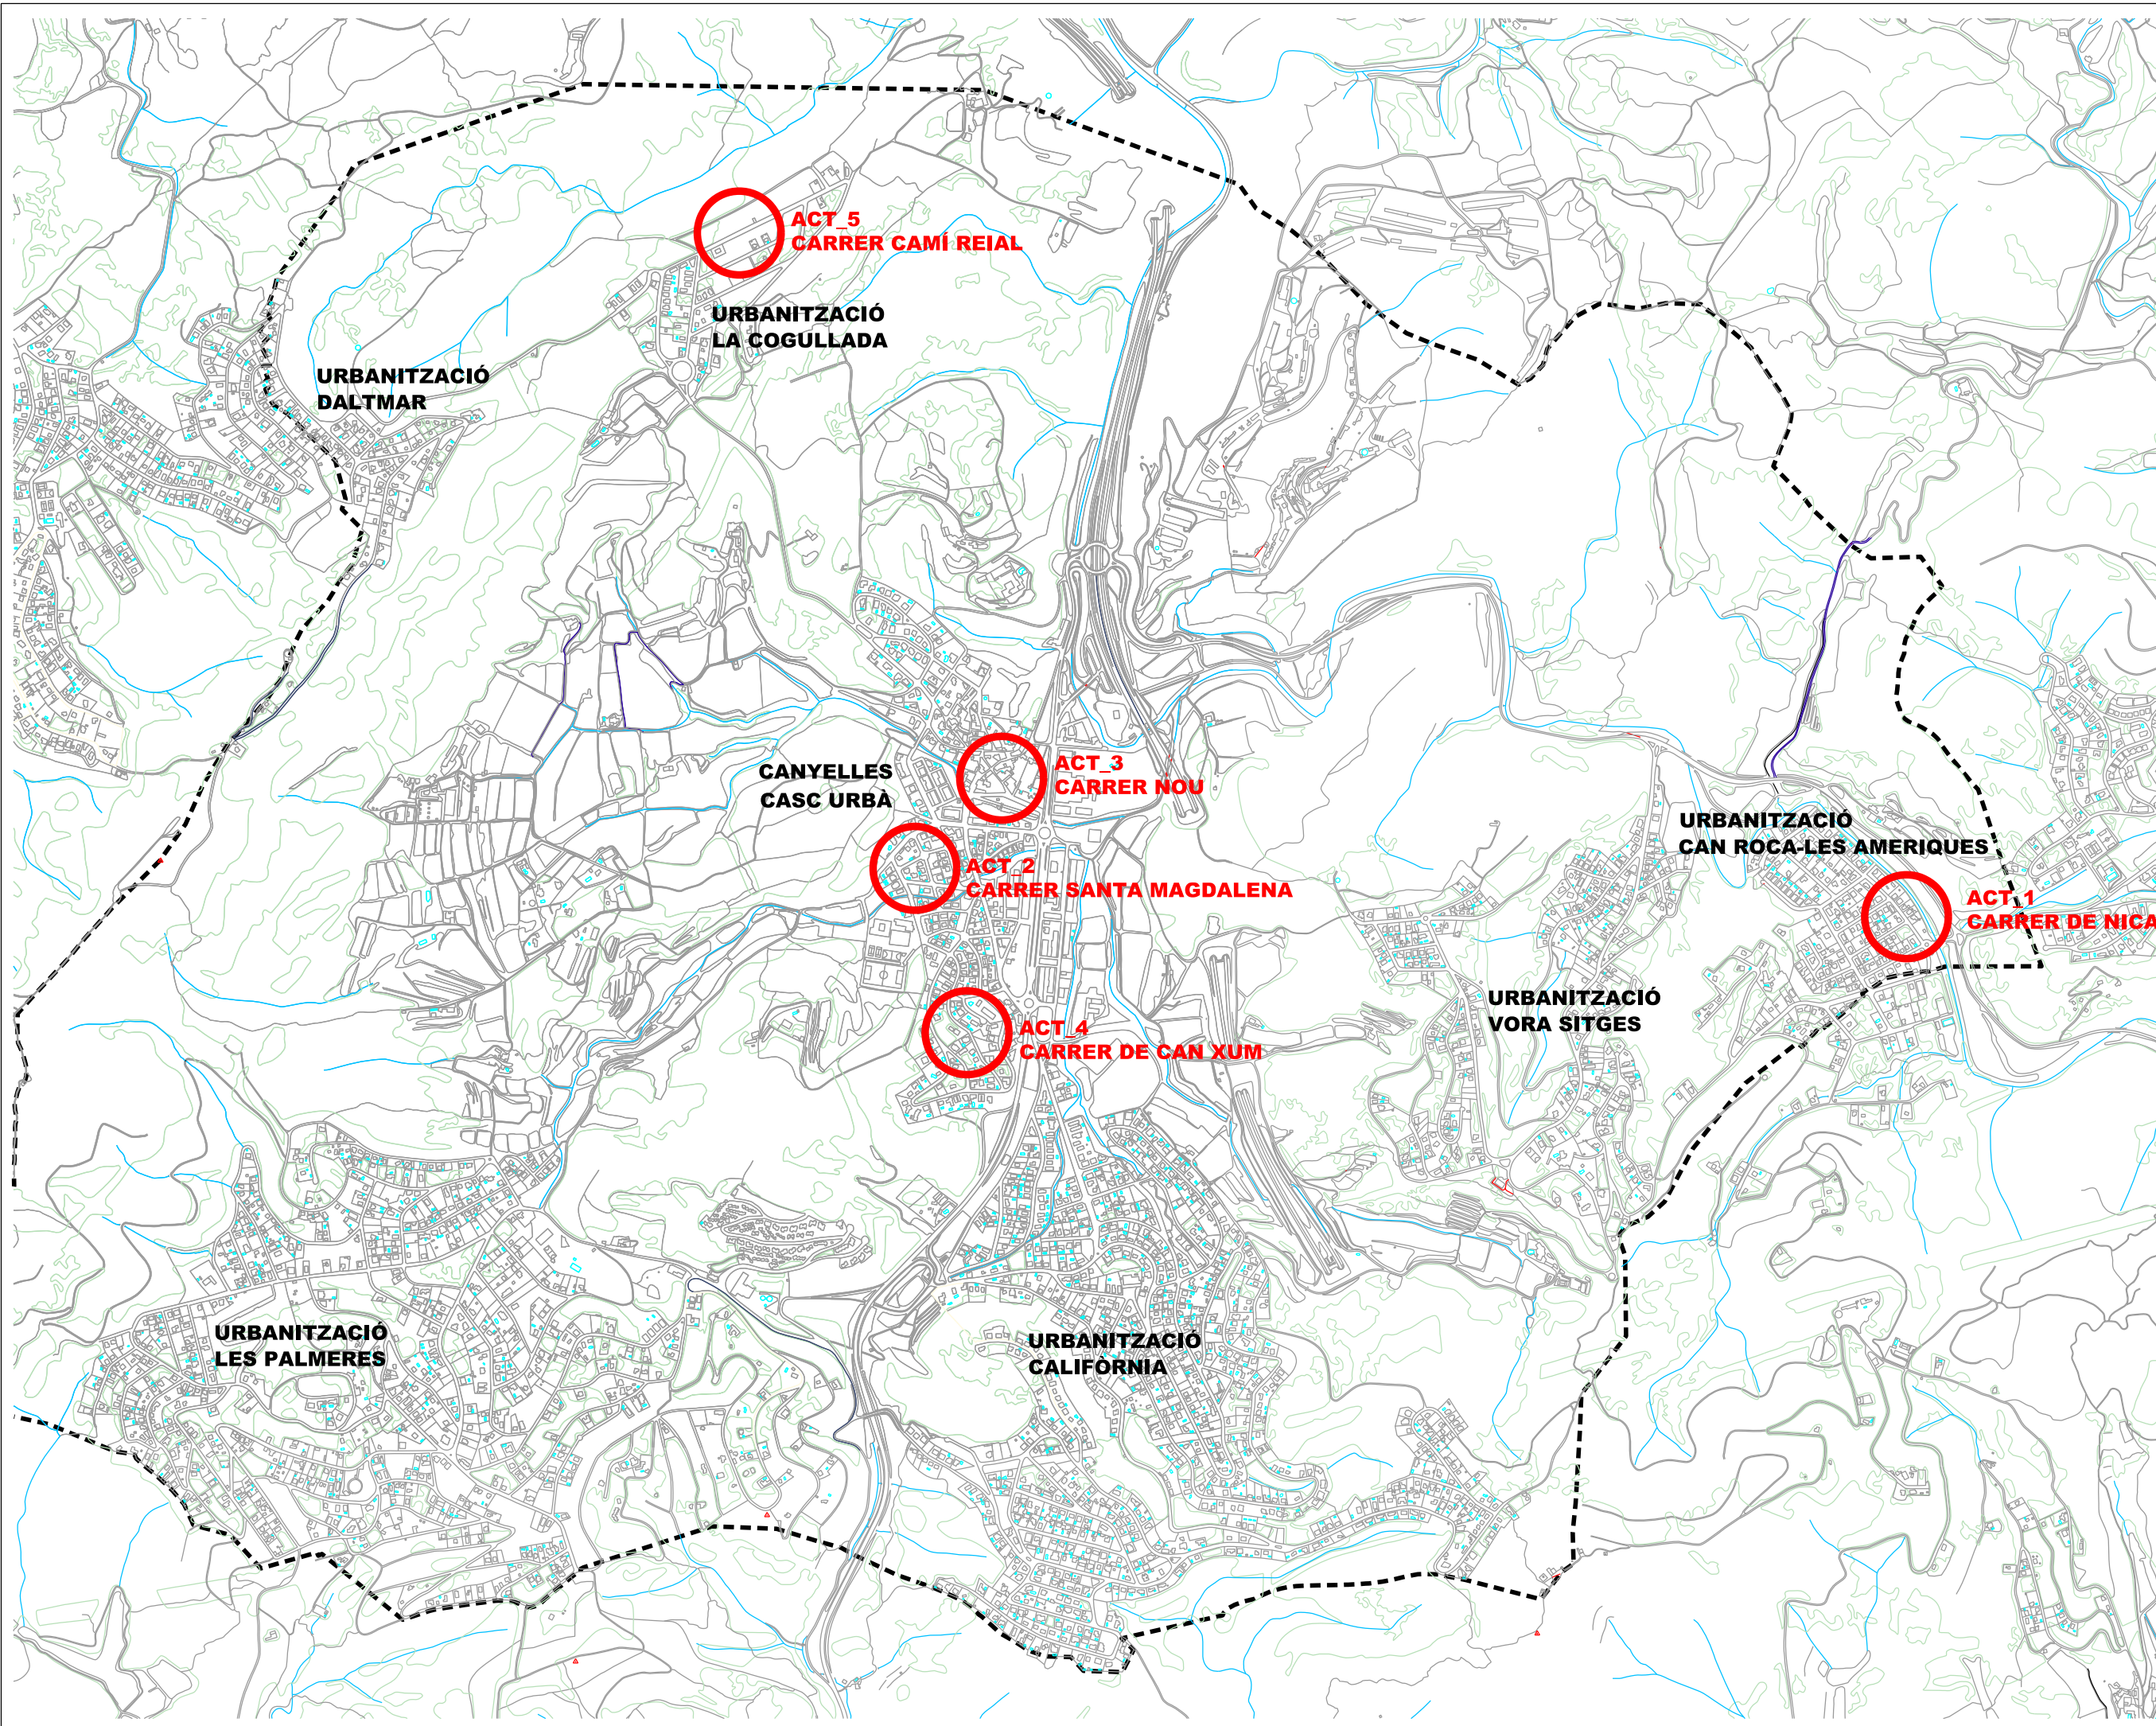 ACT_5
CARRER CAMÍ REIAL
URBANITZACIÓ
LA COGULLADA
URBANITZACIÓ
DALTMAR
ACT_3
CARRER NOU
CANYELLES
CASC URBÀ
URBANITZACIÓ
CAN ROCA-LES AMERIQUES
ACT_2
CARRER SANTA MAGDALENA
ACT_1
CARRER DE NICA
URBANITZACIÓ
VORA SITGES
ACT_4
CARRER DE CAN XUM
URBANITZACIÓ
LES PALMERES
URBANITZACIÓ
CALIFÒRNIA